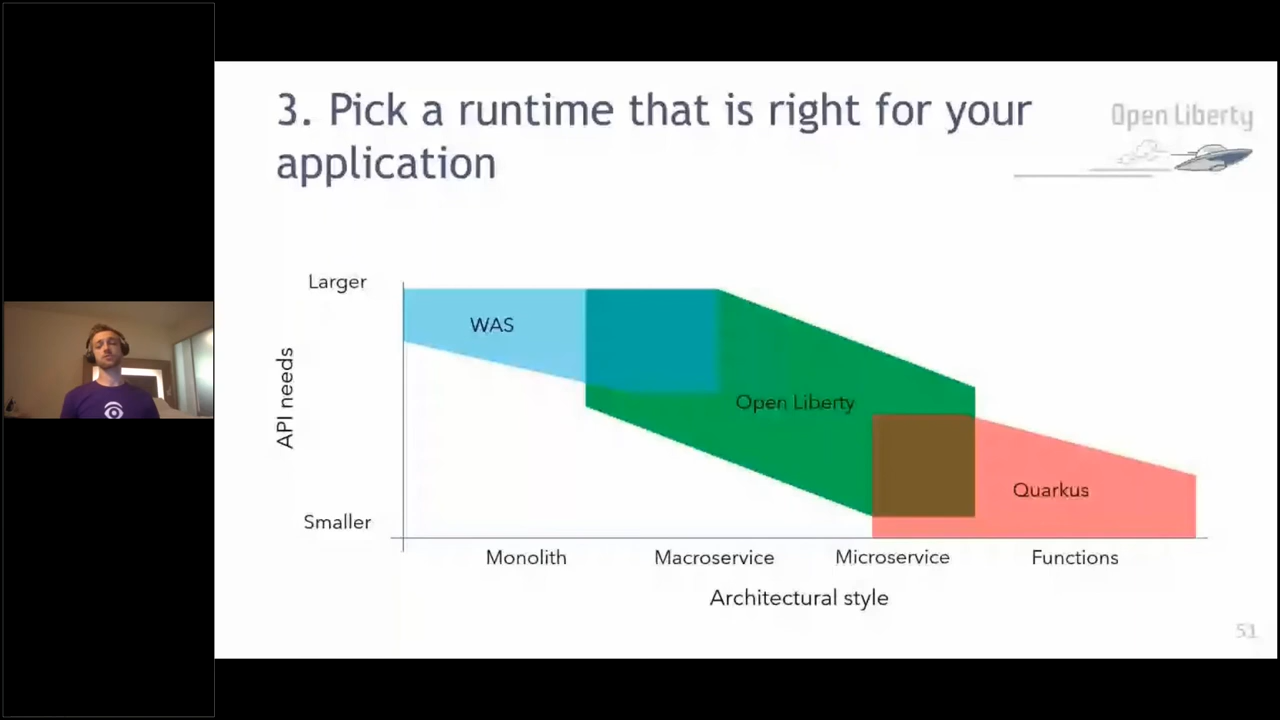 3. Pick a runtime that is right for your
application
Open Liberty
Larger
WAS
API needs
Open Liberty
Quarkus
Smaller
Monolith
Macroservice
Microservice
Functions
Architectural style
51